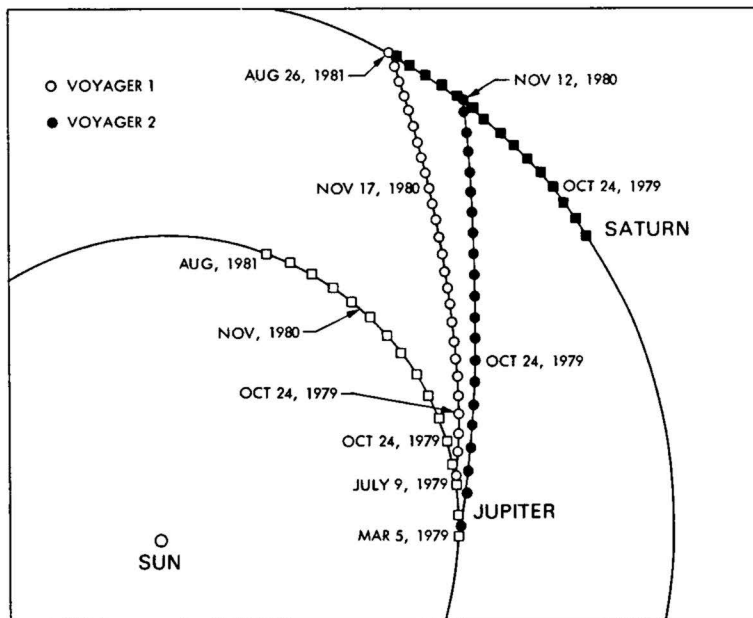 AUG 26, 1981
NOV 12, 1980
VOYAGER 1
VOYAGER 2
NOV 17, 1980
OCT 24, 1979
SATURN
AUG, 1981
NOV, 1980
OCT 24, 1979
OCT 24, 1979
OCT 24, 1979
JULY 9, 1979
JUPITER
MAR 5, 1979
SUN